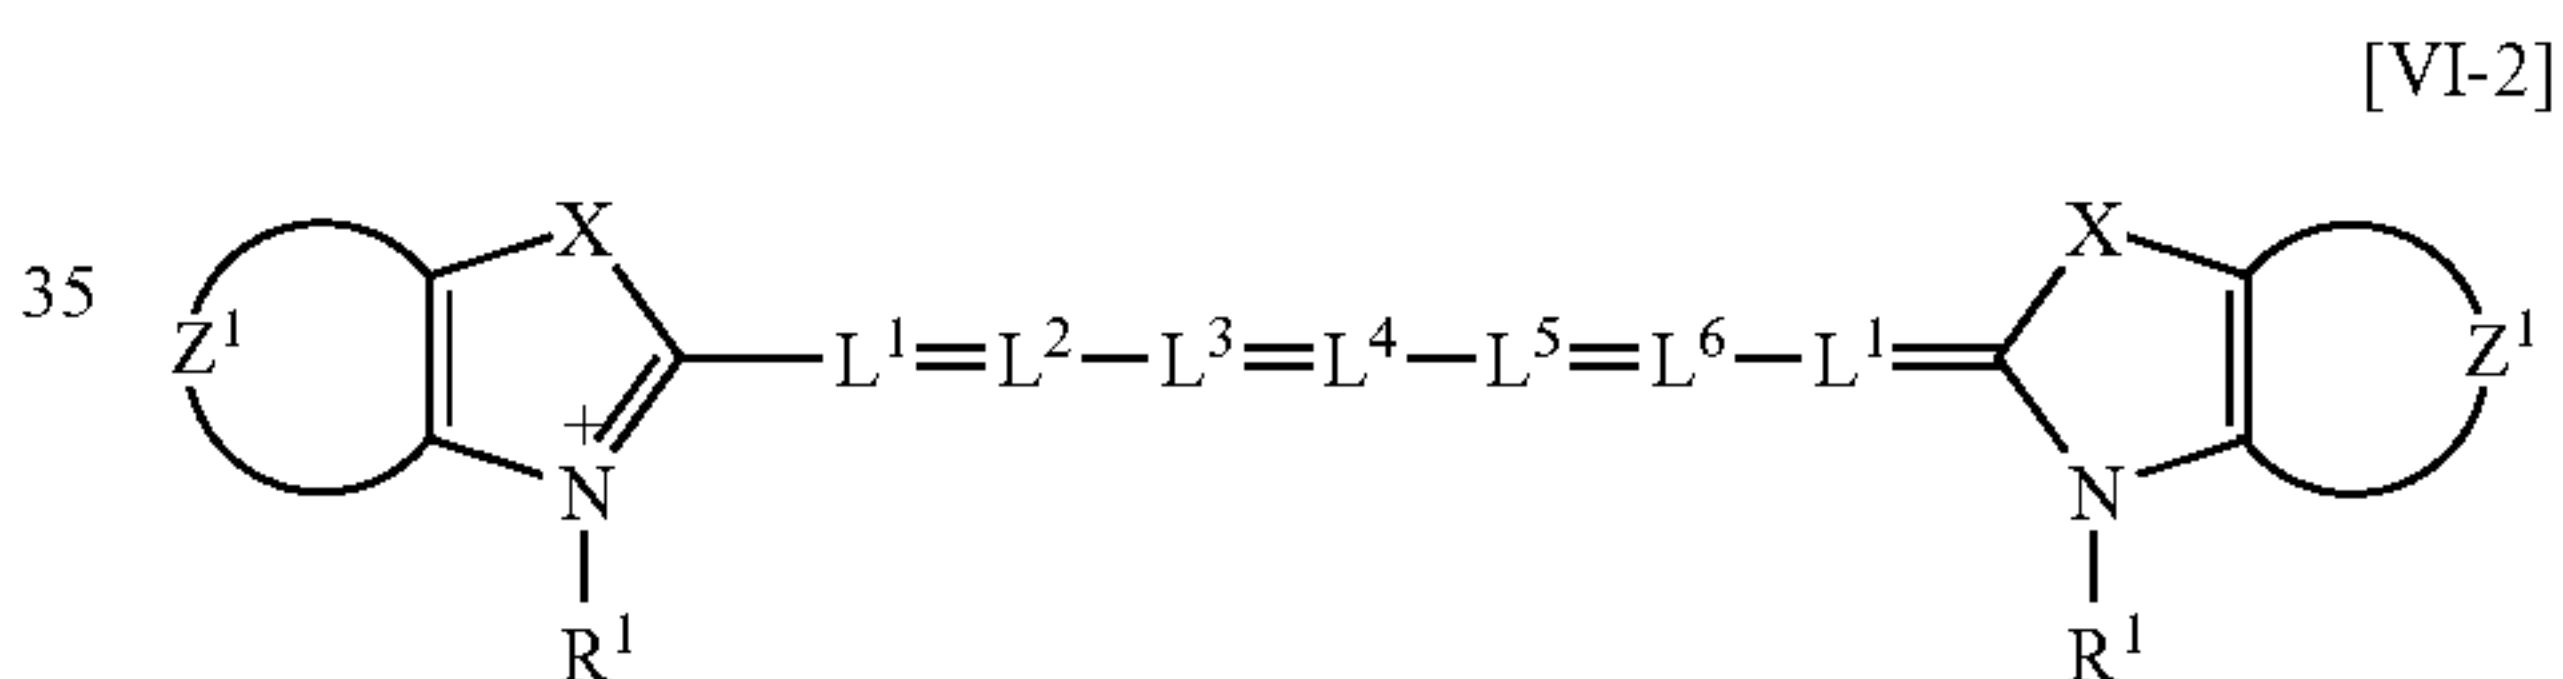 [VI-2]
X X
35 Z¹ L¹=L²—L³=L⁴—L⁵=L⁶—L¹ Z¹
+
N N
R¹ R¹